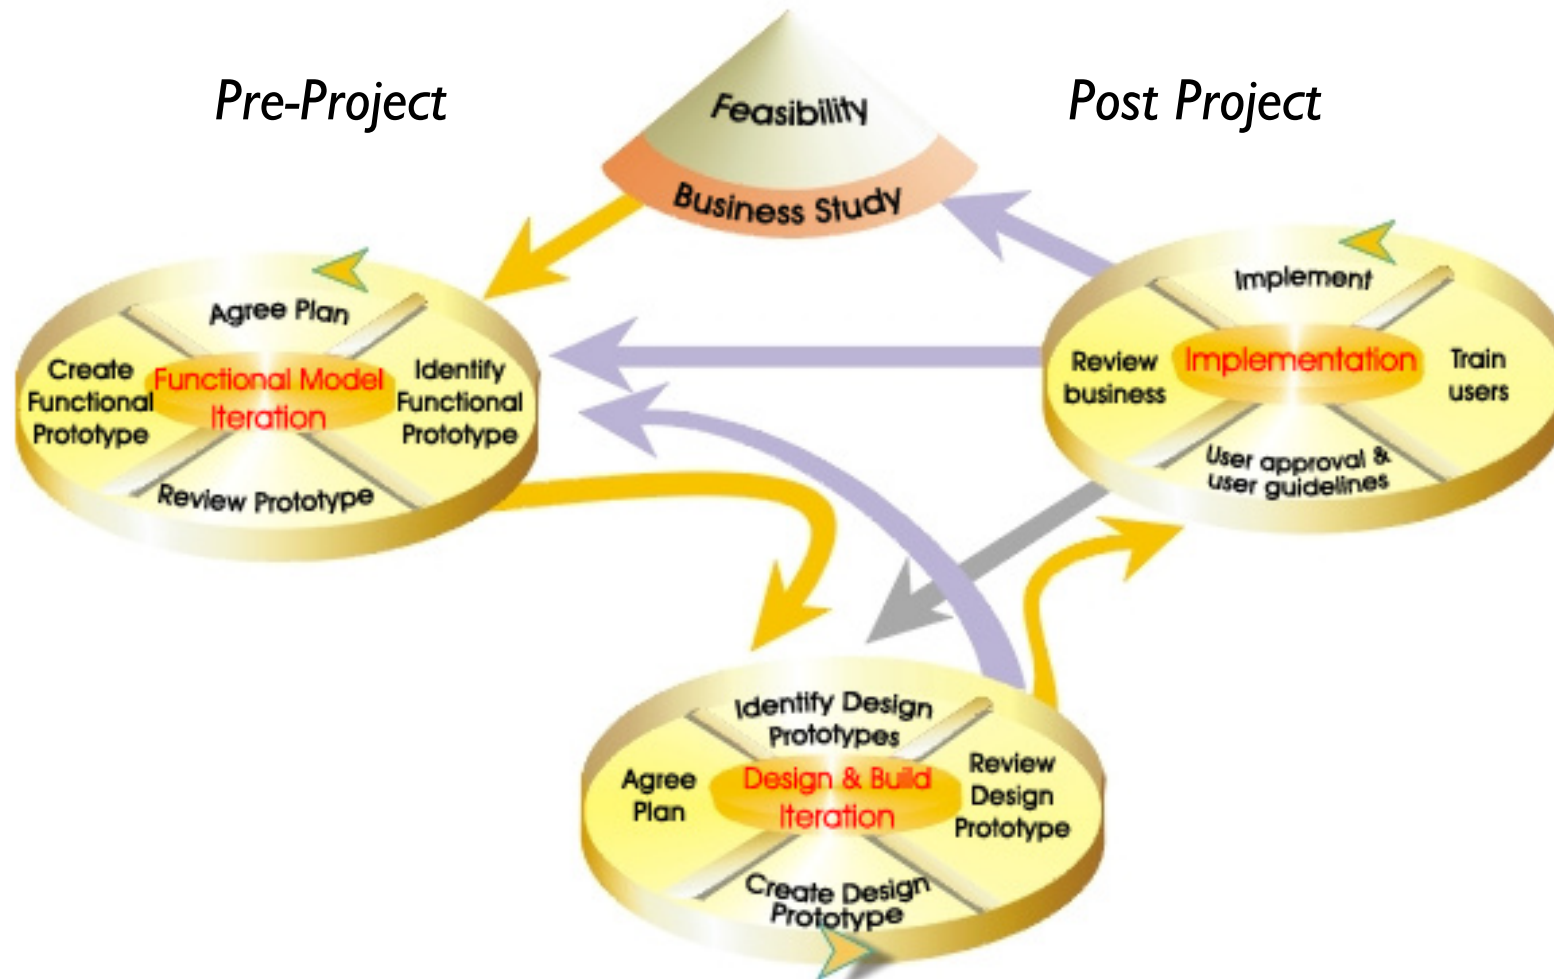 Pre-Project
Feasibility
Post Project
Business Study
Agree Plan
Create
Functional
Prototype
Functional Model
Iteration
Identify
Functional
Prototype
Review Prototype
Implement
Review
business
Implementation
Train
users
User approval &
user guidelines
Identify Design
Prototypes
Agree
Plan
Design & Build
Iteration
Review
Design
Prototype
Create Design
Prototype